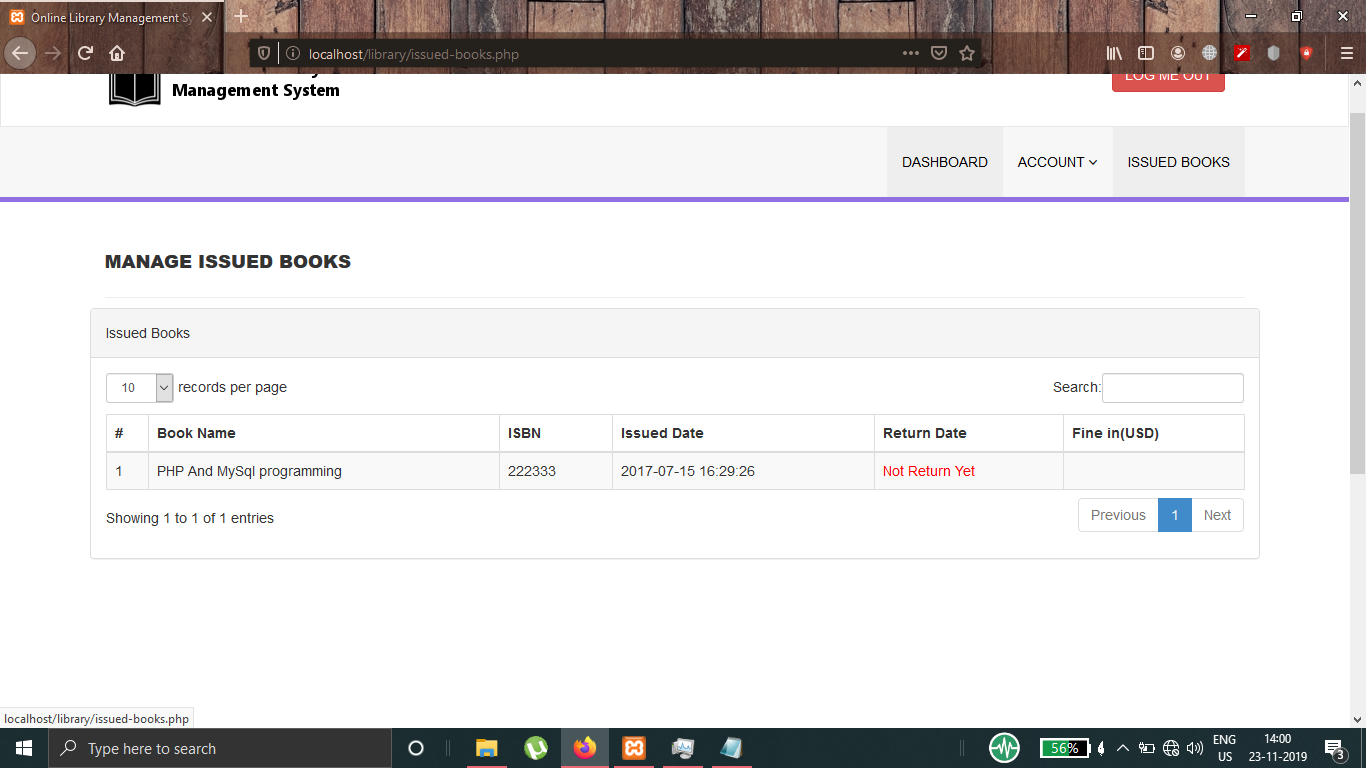 Online Library Management Sy
localhost/library/issued-books.php
Management System
LOG ME OUT
DASHBOARD ACCOUNT ISSUED BOOKS
MANAGE ISSUED BOOKS
Issued Books
10 records per page Search:
# Book Name ISBN Issued Date Return Date Fine in(USD)
1 PHP And MySql programming 222333 2017-07-15 16:29:26 Not Return Yet
Showing 1 to 1 of 1 entries Previous 1 Next
localhost/library/issued-books.php
Type here to search
56%
ENG
US
14:00
23-11-2019
3